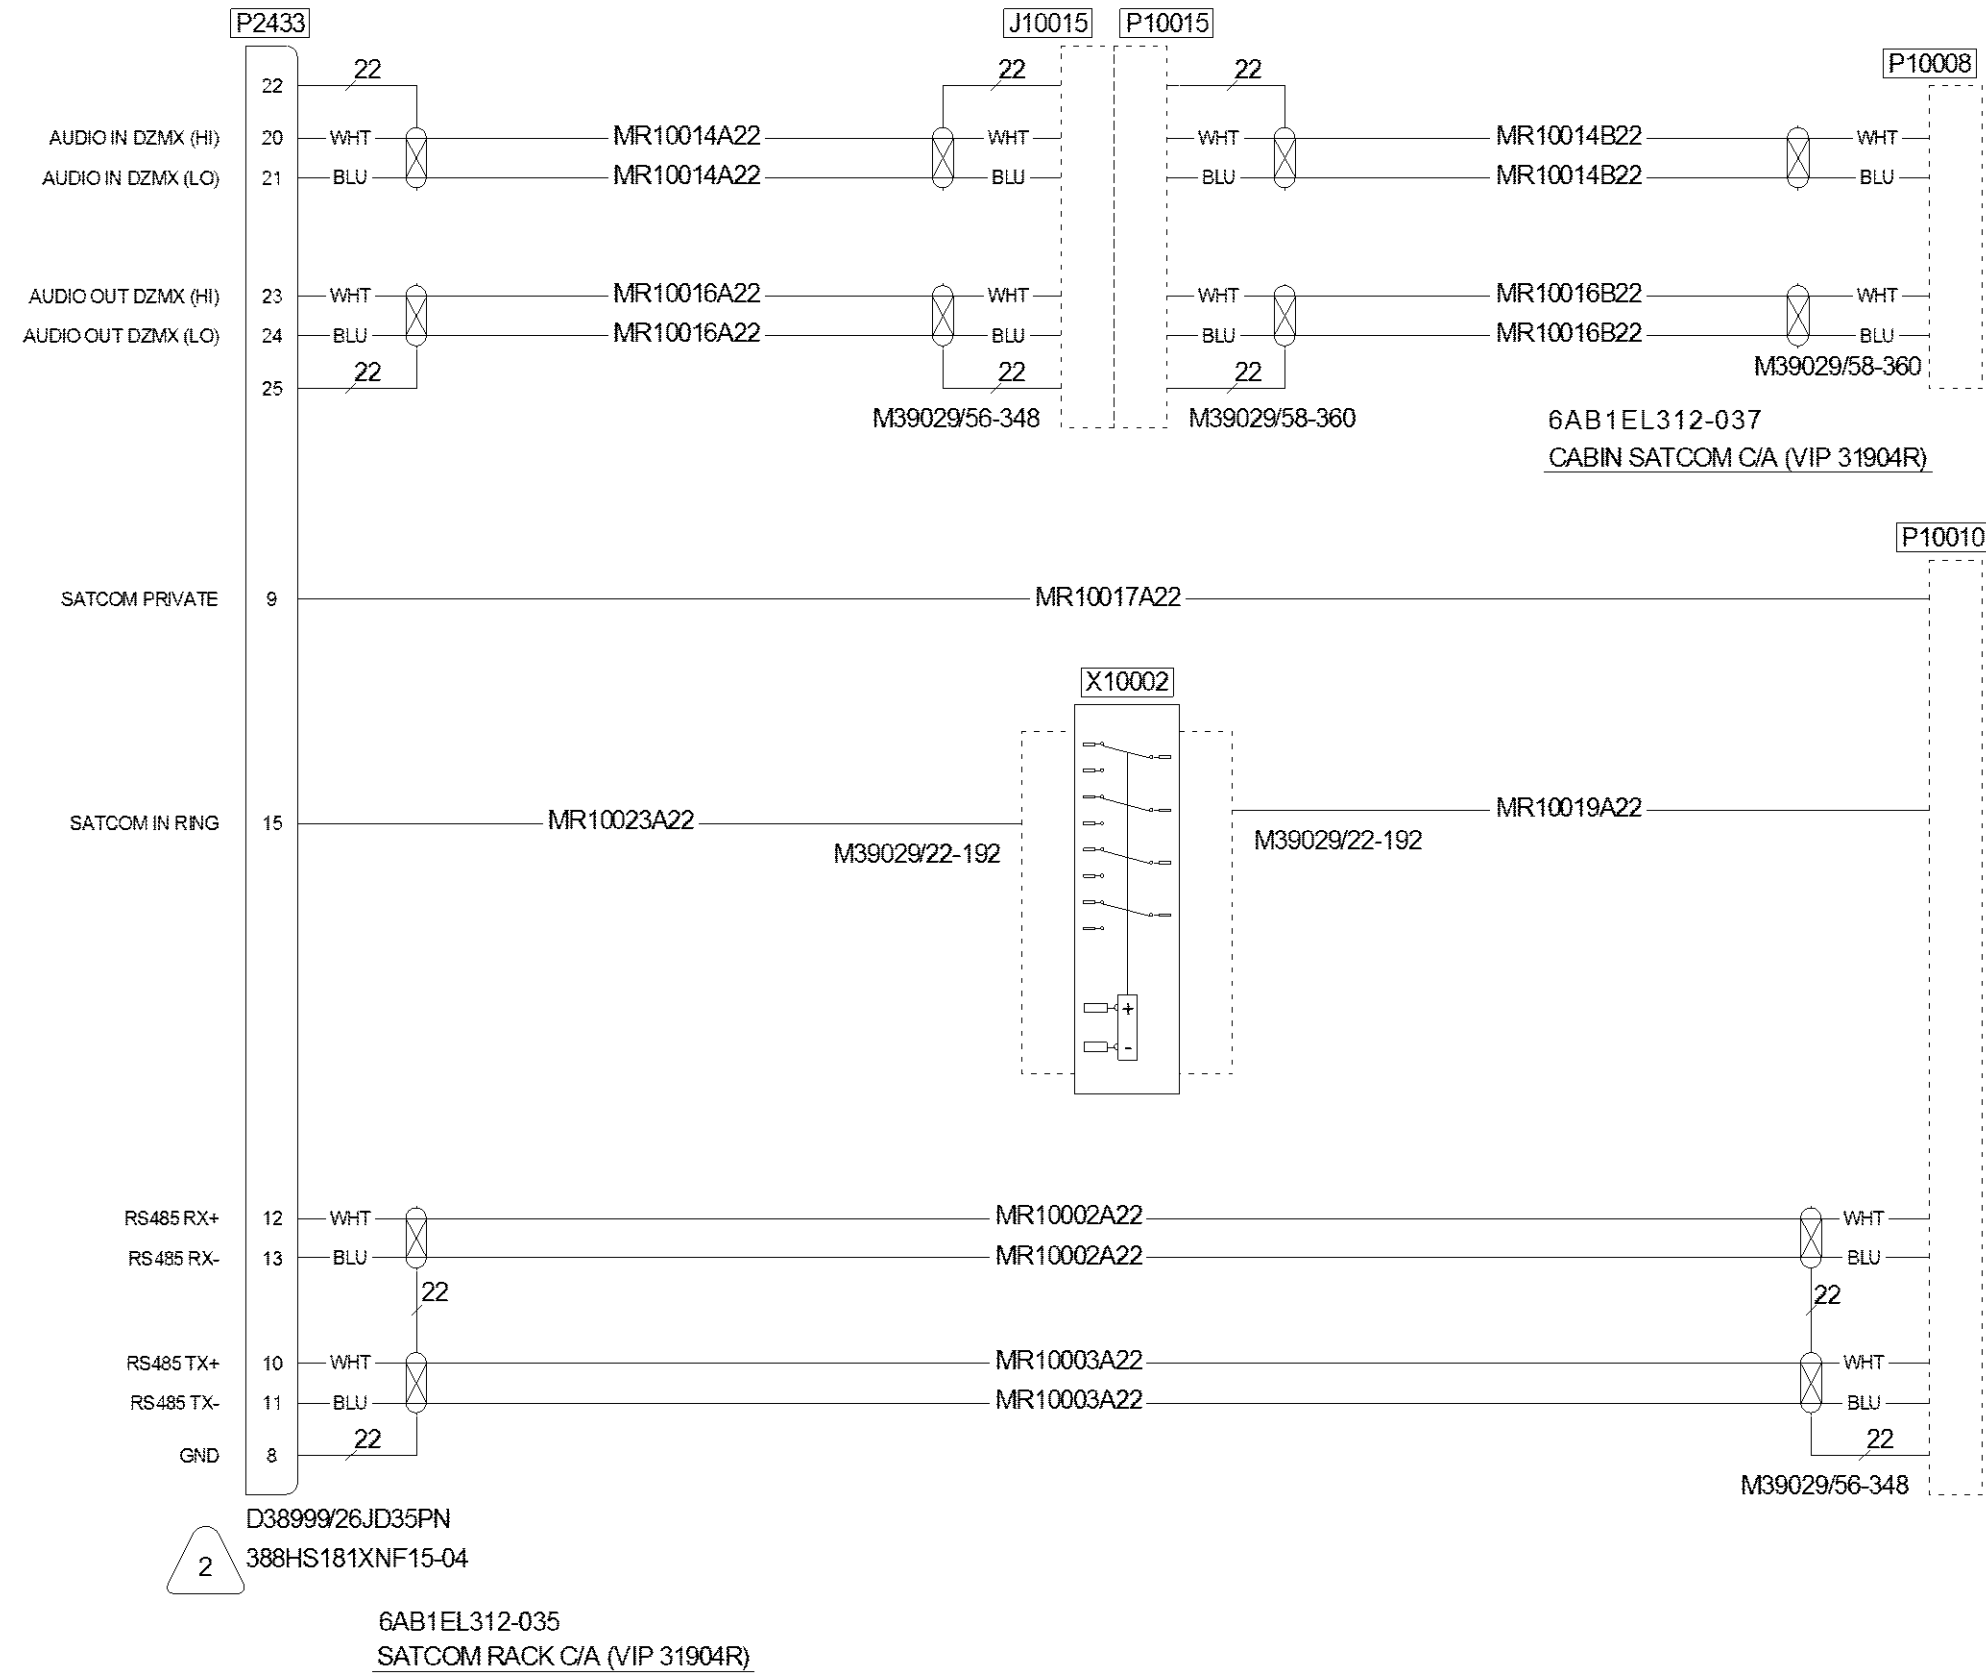 P2433 J10015 P10015
P10008
22 22 22 22
AUDIO IN DZMX (HI) 20 WHT MR10014A22 WHT WHT MR10014B22 WHT
AUDIO IN DZMX (LO) 21 BLU MR10014A22 BLU BLU MR10014B22 BLU
AUDIO OUT DZMX (HI) 23 WHT MR10016A22 WHT WHT MR10016B22 WHT
AUDIO OUT DZMX (LO) 24 BLU MR10016A22 BLU BLU MR10016B22 BLU
M39029/58-360
25 22 22 22
M39029/56-348 M39029/58-360
6AB1EL312-037
CABIN SATCOM C/A (VIP 31904R)
P10010
SATCOM PRIVATE 9 MR10017A22
X10002
SATCOM IN RING 15 MR10023A22 MR10019A22
M39029/22-192 M39029/22-192
+
-
RS485 RX+ 12 WHT MR10002A22 WHT
RS485 RX- 13 BLU MR10002A22 BLU
22 22
RS485 TX+ 10 WHT MR10003A22 WHT
RS485 TX- 11 BLU MR10003A22 BLU
GND 8 22 22
M39029/56-348
D38999/26JD35PN
2 388HS181XNF15-04
6AB1EL312-035
SATCOM RACK C/A (VIP 31904R)